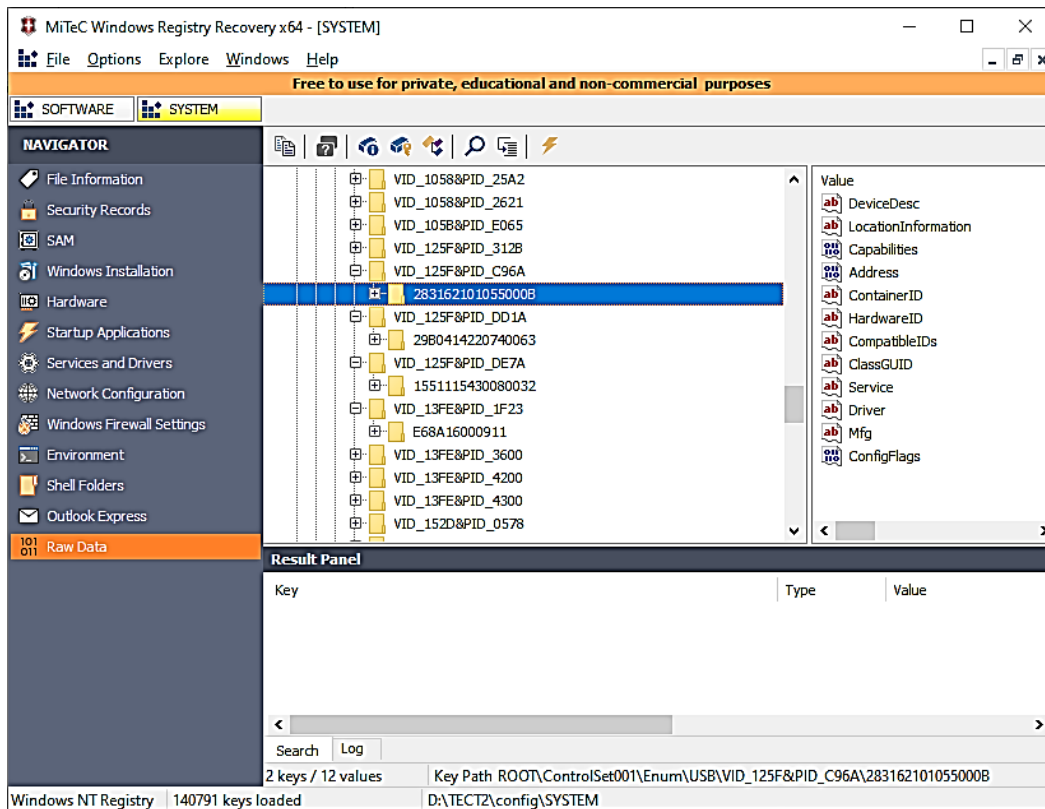 MiTeC Windows Registry Recovery x64 - [SYSTEM]
File Options Explore Windows Help
Free to use for private, educational and non-commercial purposes
SOFTWARE SYSTEM
NAVIGATOR
File Information
Security Records
SAM
Windows Installation
Hardware
Startup Applications
Services and Drivers
Network Configuration
Windows Firewall Settings
Environment
Shell Folders
Outlook Express
Raw Data
VID_1058&PID_25A2
VID_1058&PID_2621
VID_105B&PID_E065
VID_125F&PID_312B
VID_125F&PID_C96A
283162101055000B
VID_125F&PID_DD1A
29B0414220740063
VID_125F&PID_DE7A
1551115430080032
VID_13FE&PID_1F23
E68A16000911
VID_13FE&PID_3600
VID_13FE&PID_4200
VID_13FE&PID_4300
VID_152D&PID_0578
Value
DeviceDesc
LocationInformation
Capabilities
Address
ContainerID
HardwareID
CompatibleIDs
ClassGUID
Service
Driver
Mfg
ConfigFlags
Result Panel
Key Type Value
Search Log
2 keys / 12 values Key Path ROOT\ControlSet001\Enum\USB\VID_125F&PID_C96A\283162101055000B
Windows NT Registry 140791 keys loaded D:\TECT2\config\SYSTEM